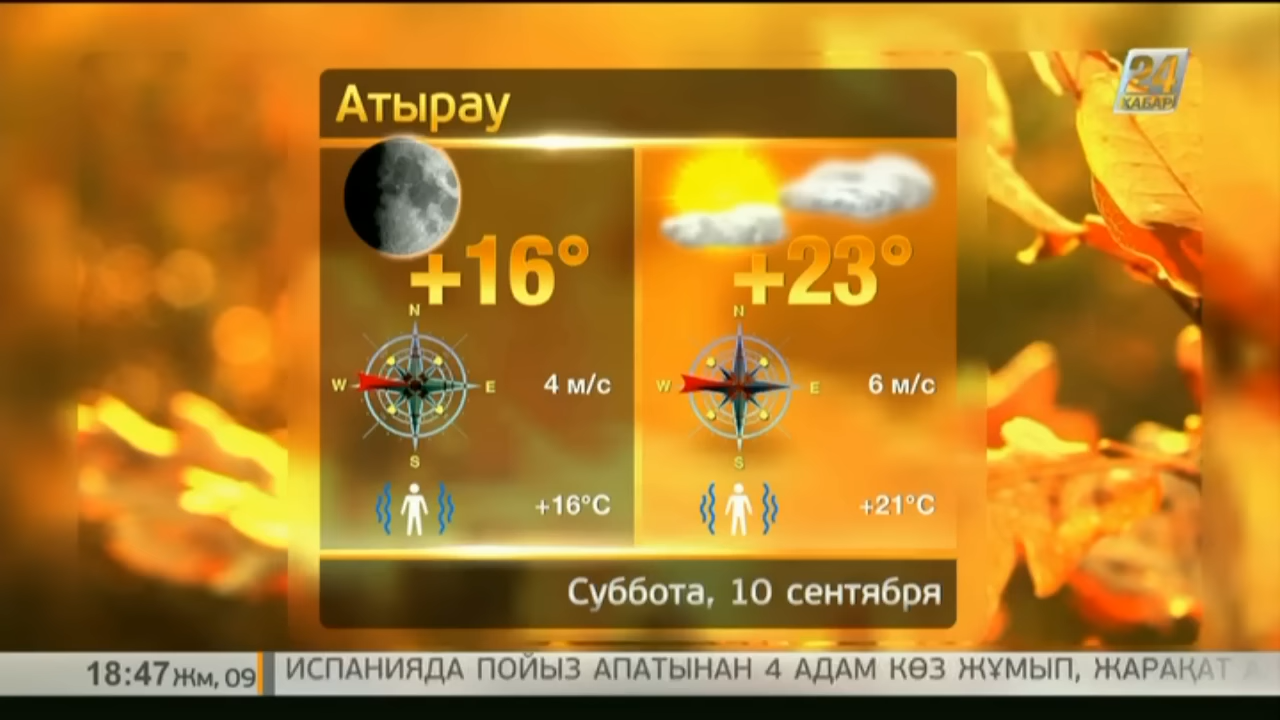 Атырау
24
ХАБАР
+16°
+23°
N
W
E
S
4 м/с
N
W
E
S
6 м/с
+16°C
+21°C
Суббота, 10 сентября
18:47 Жм, 09
ИСПАНИЯДА ПОЙЫЗ АПАТЫНАН 4 АДАМ КӨЗ ЖҰМЫП, ЖАРАҚАТ